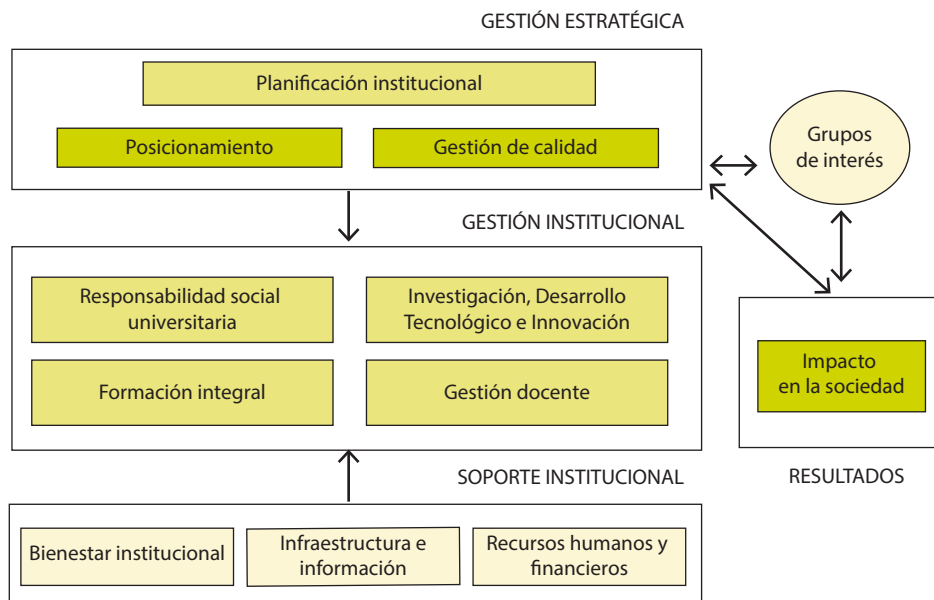 GESTIÓN ESTRATÉGICA
Planificación institucional
Posicionamiento
Gestión de calidad
Grupos
de interés
GESTIÓN INSTITUCIONAL
Responsabilidad social
universitaria
Investigación, Desarrollo
Tecnológico e Innovación
Formación integral
Gestión docente
Impacto
en la sociedad
RESULTADOS
SOPORTE INSTITUCIONAL
Bienestar institucional
Infraestructura e
información
Recursos humanos y
financieros